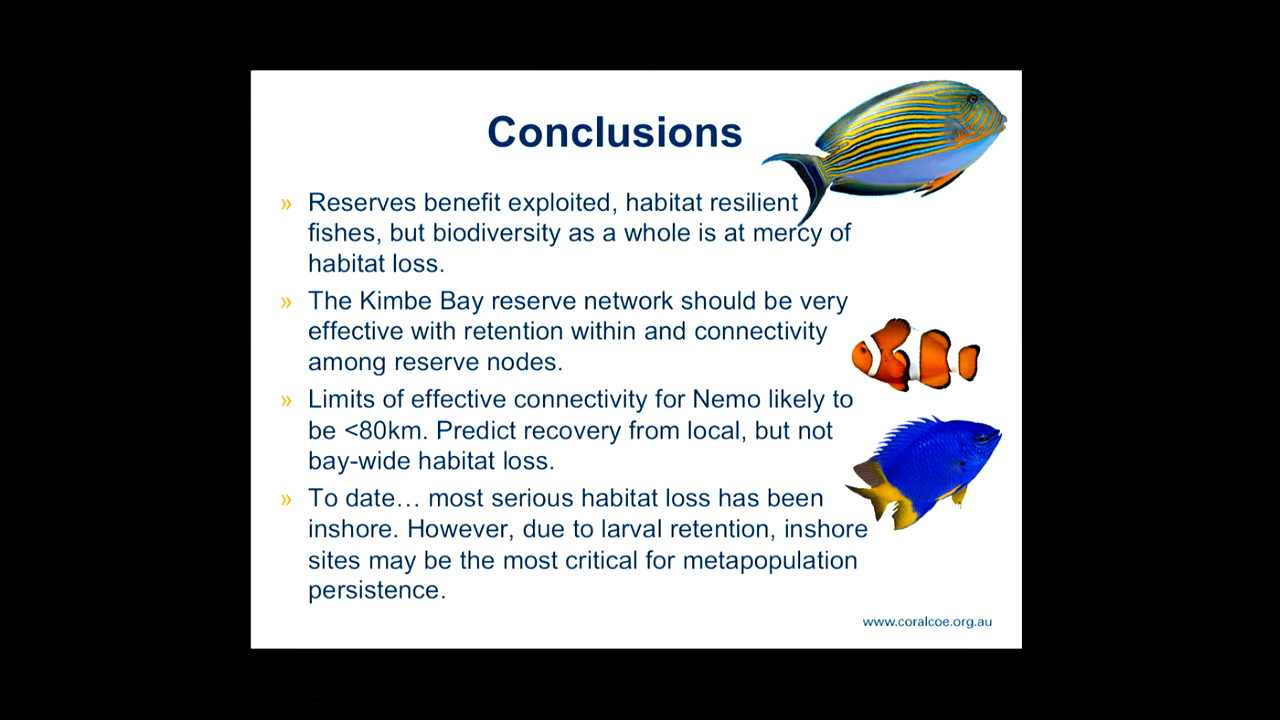 Conclusions
» Reserves benefit exploited, habitat resilient
fishes, but biodiversity as a whole is at mercy of
habitat loss.
» The Kimbe Bay reserve network should be very
effective with retention within and connectivity
among reserve nodes.
» Limits of effective connectivity for Nemo likely to
be <80km. Predict recovery from local, but not
bay-wide habitat loss.
» To date… most serious habitat loss has been
inshore. However, due to larval retention, inshore
sites may be the most critical for metapopulation
persistence.
www.coralcoe.org.au